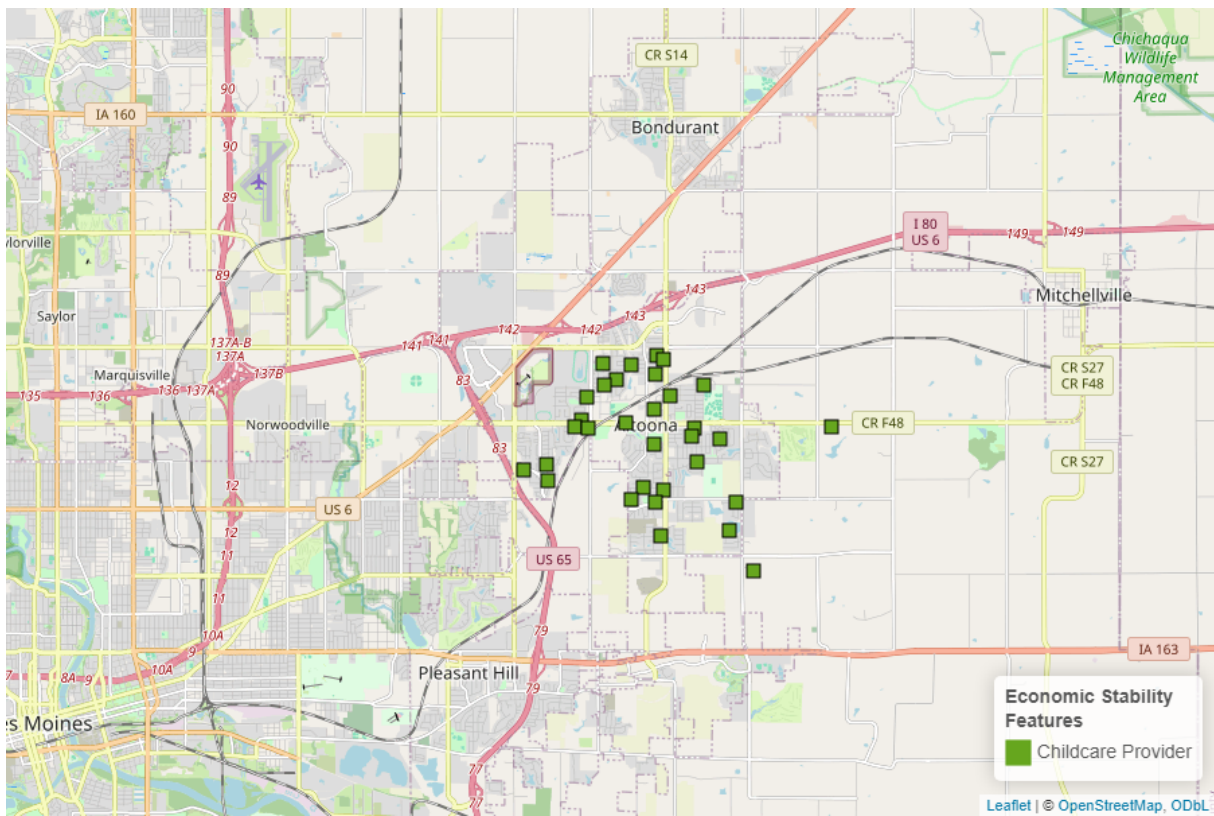 CR S14
Chichaqua
Wildlife
Management
Area
90
IA 160
90
Bondurant
90
89
89
I 80
US 6
149
149
ylorville
89
143
Mitchellville
Saylor
143
142
142
141
141
137A-B
137A
137B
Marquisville
136
137A
135
136
83
CR S27
CR F48
Norwoodville
Altoona
CR F48
83
CR S27
12
US 6
12
11
US 65
11
10A
79
9
10A
IA 163
7
8A
9
Pleasant Hill
79
es Moines
77
77
Economic Stability
Features
Childcare Provider
Leaflet | © OpenStreetMap, ODbL